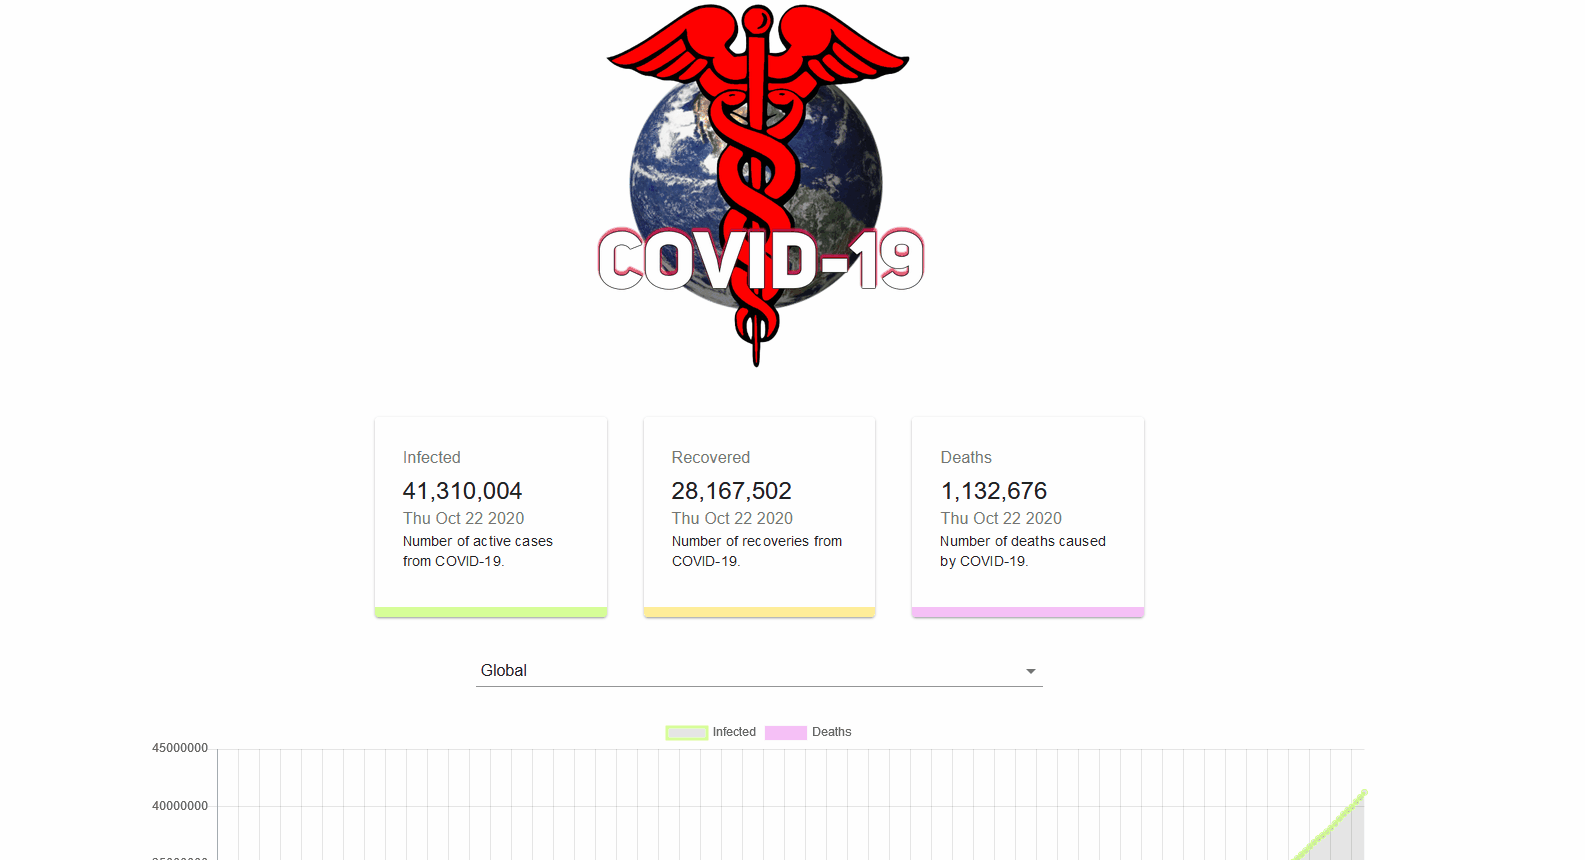 COVID-19
Infected
41,310,004
Thu Oct 22 2020
Number of active cases
from COVID-19.
Recovered
28,167,502
Thu Oct 22 2020
Number of recoveries from
COVID-19.
Deaths
1,132,676
Thu Oct 22 2020
Number of deaths caused
by COVID-19.
Global
Infected Deaths
45000000
40000000